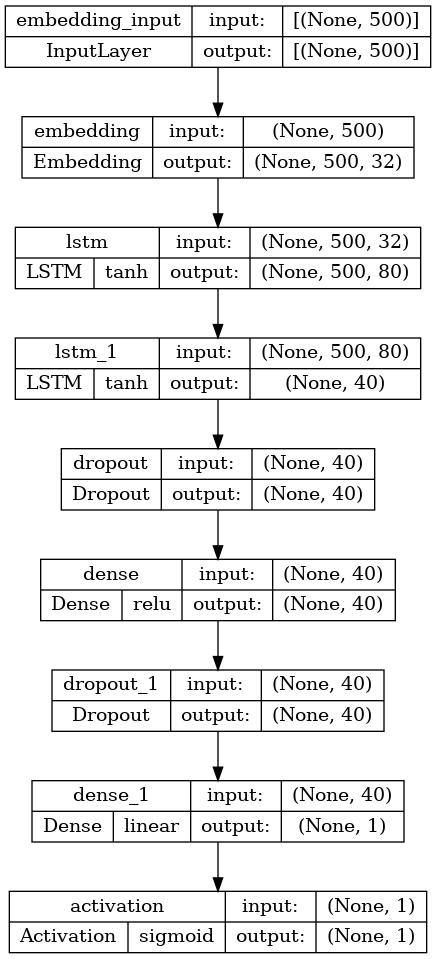 embedding_input input: [(None, 500)]
InputLayer output: [(None, 500)]
embedding input: (None, 500)
Embedding output: (None, 500, 32)
lstm input: (None, 500, 32)
LSTM tanh output: (None, 500, 80)
lstm_1 input: (None, 500, 80)
LSTM tanh output: (None, 40)
dropout input: (None, 40)
Dropout output: (None, 40)
dense input: (None, 40)
Dense relu output: (None, 40)
dropout_1 input: (None, 40)
Dropout output: (None, 40)
dense_1 input: (None, 40)
Dense linear output: (None, 1)
activation input: (None, 1)
Activation sigmoid output: (None, 1)